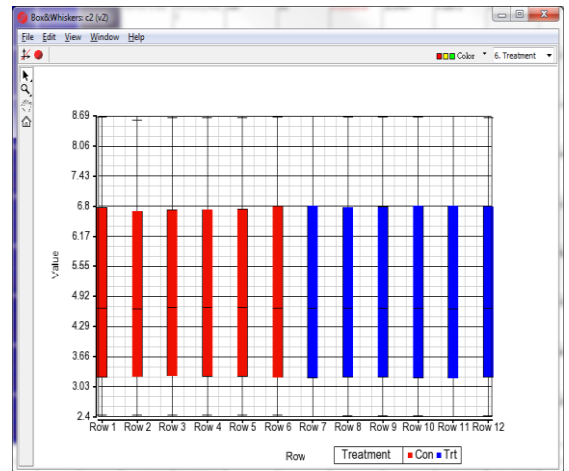 Box&Whiskers: c2 (v2)
File Edit View Window Help
Color 6. Treatment
8.69
8.06
7.43
6.8
6.17
5.55
4.92
4.29
3.66
3.03
2.4
Value
Row 1 Row 2 Row 3 Row 4 Row 5 Row 6 Row 7 Row 8 Row 9 Row 10 Row 11 Row 12
Row
Treatment Con Trt